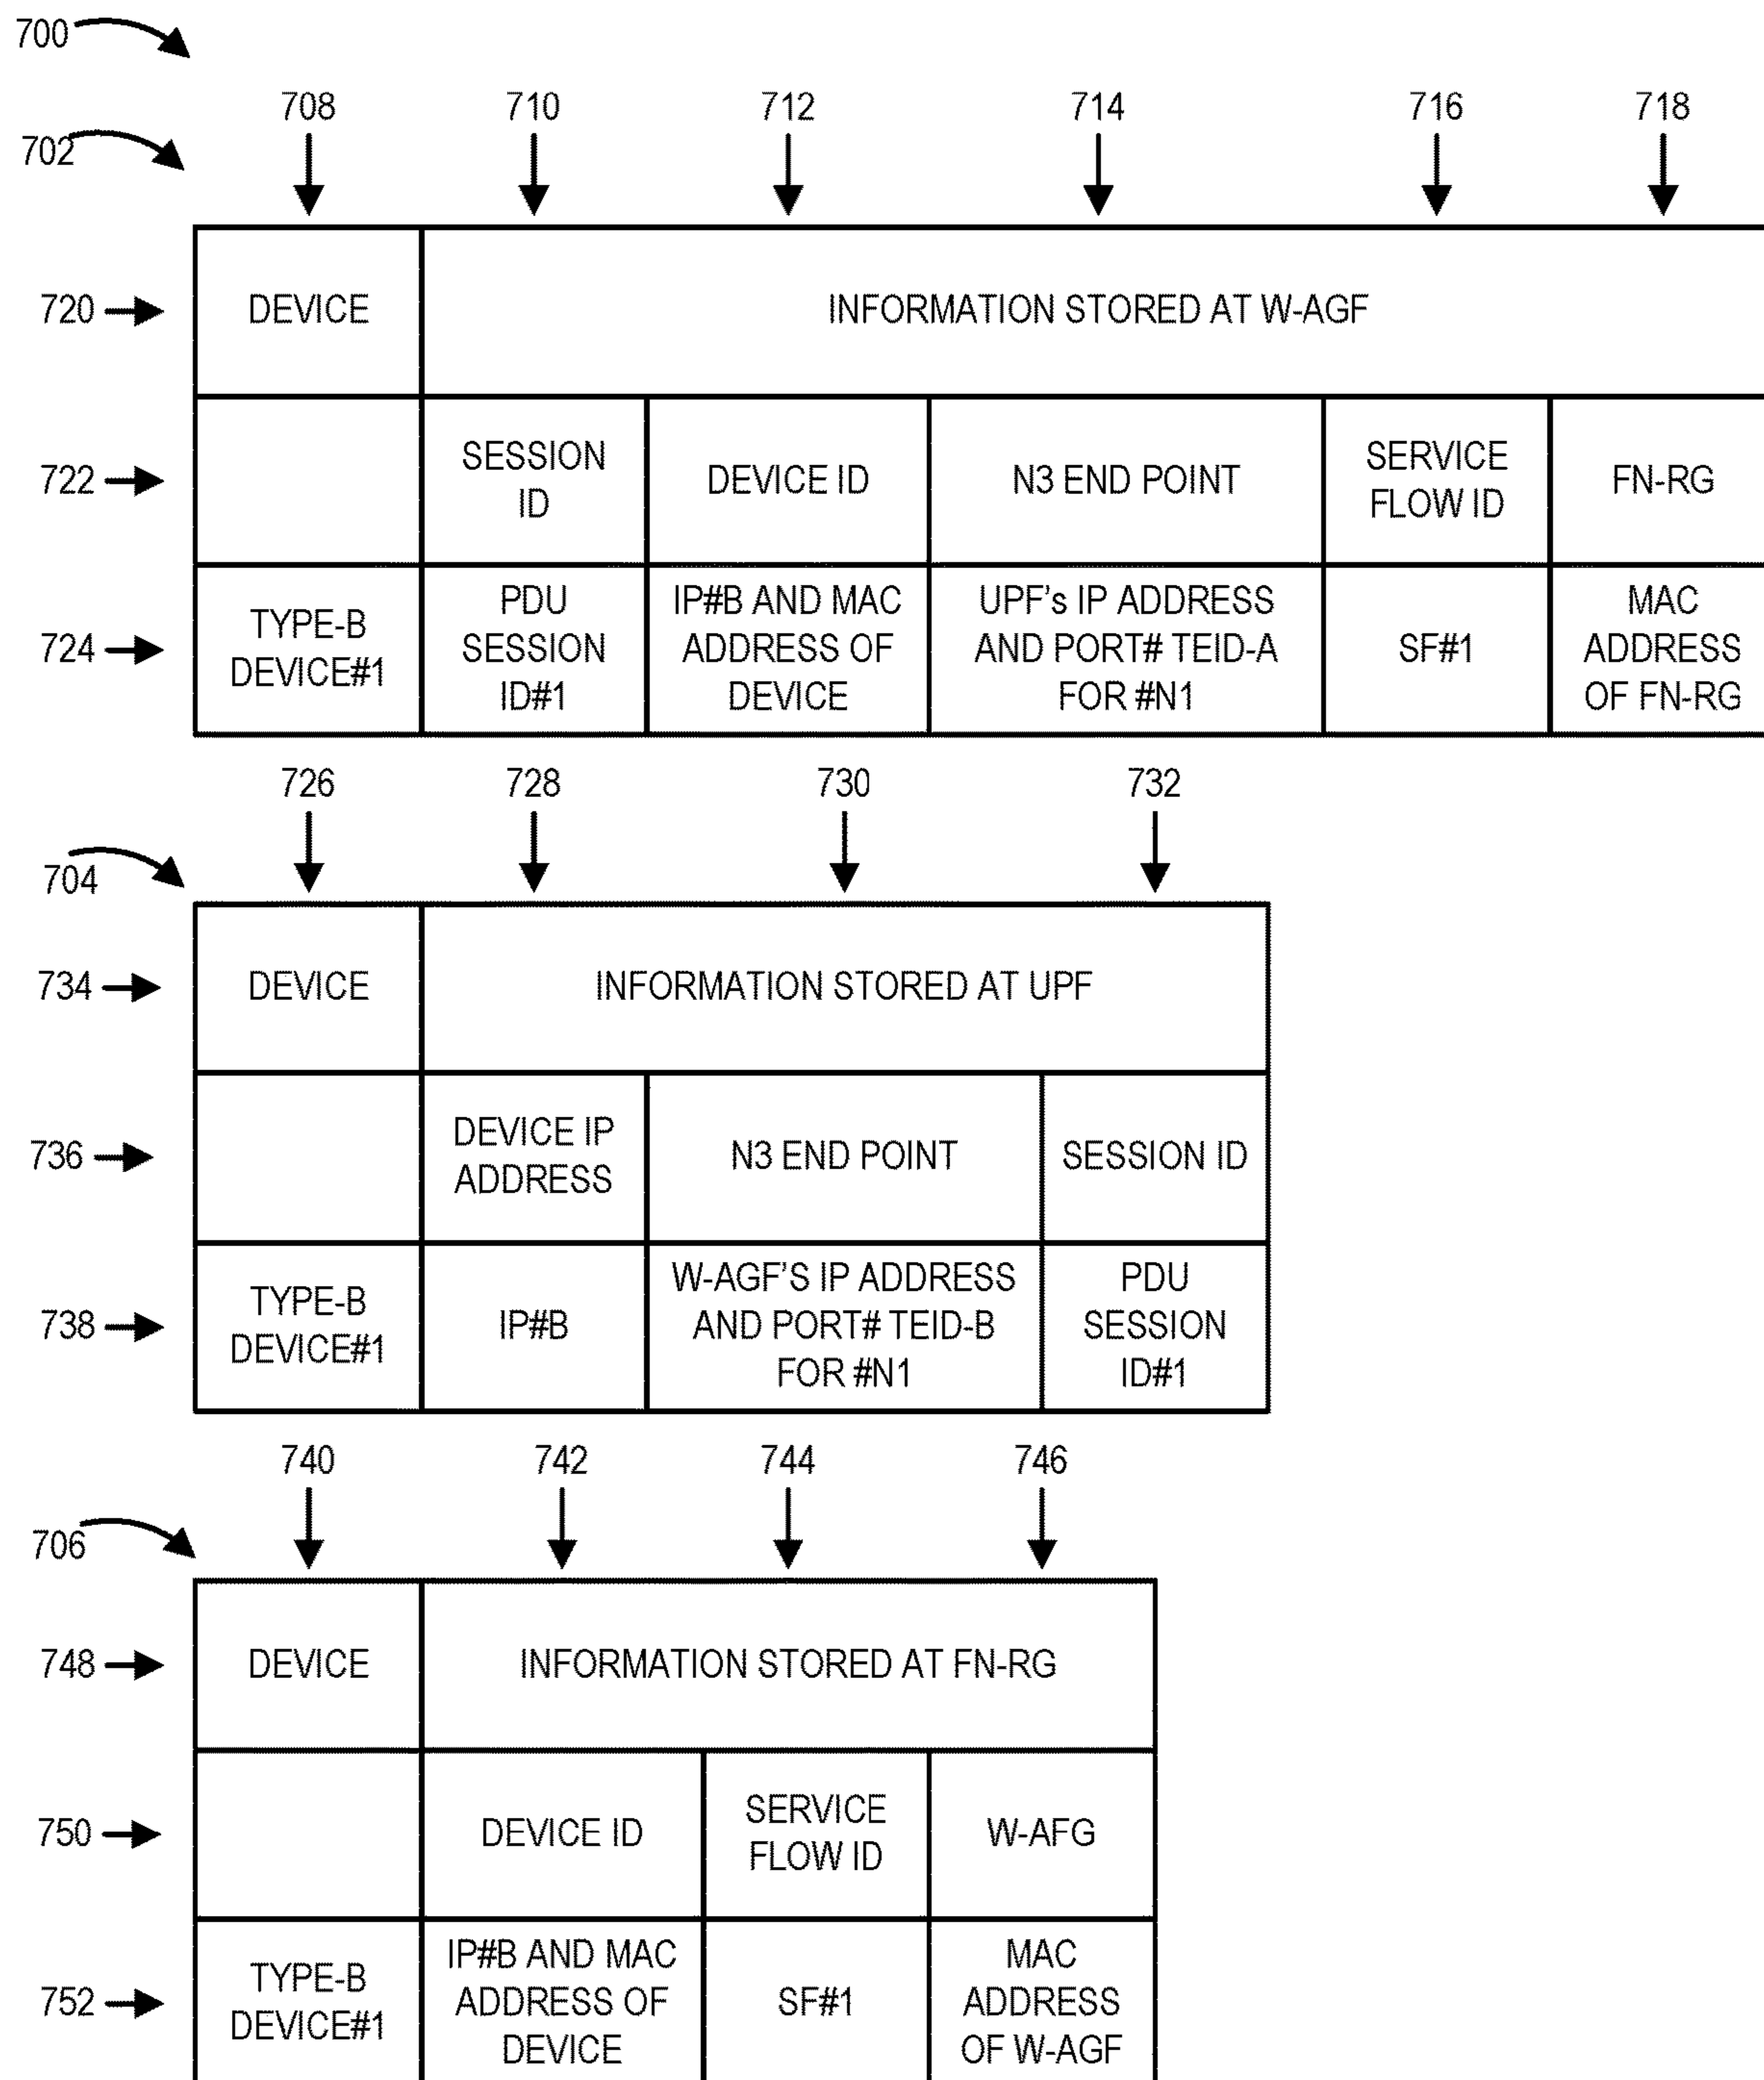 700
708 710 712 714 716 718
702
720 DEVICE INFORMATION STORED AT W-AGF
722
SESSION
ID
DEVICE ID
N3 END POINT
SERVICE
FLOW ID
FN-RG
724
TYPE-B
DEVICE#1
PDU
SESSION
ID#1
IP#B AND MAC
ADDRESS OF
DEVICE
UPF's IP ADDRESS
AND PORT# TEID-A
FOR #N1
SF#1
MAC
ADDRESS
OF FN-RG
726 728 730 732
704
734 DEVICE INFORMATION STORED AT UPF
736
DEVICE IP
ADDRESS
N3 END POINT
SESSION ID
738
TYPE-B
DEVICE#1
IP#B
W-AGF'S IP ADDRESS
AND PORT# TEID-B
FOR #N1
PDU
SESSION
ID#1
740 742 744 746
706
748 DEVICE INFORMATION STORED AT FN-RG
750
DEVICE ID
SERVICE
FLOW ID
W-AFG
752
TYPE-B
DEVICE#1
IP#B AND MAC
ADDRESS OF
DEVICE
SF#1
MAC
ADDRESS
OF W-AGF